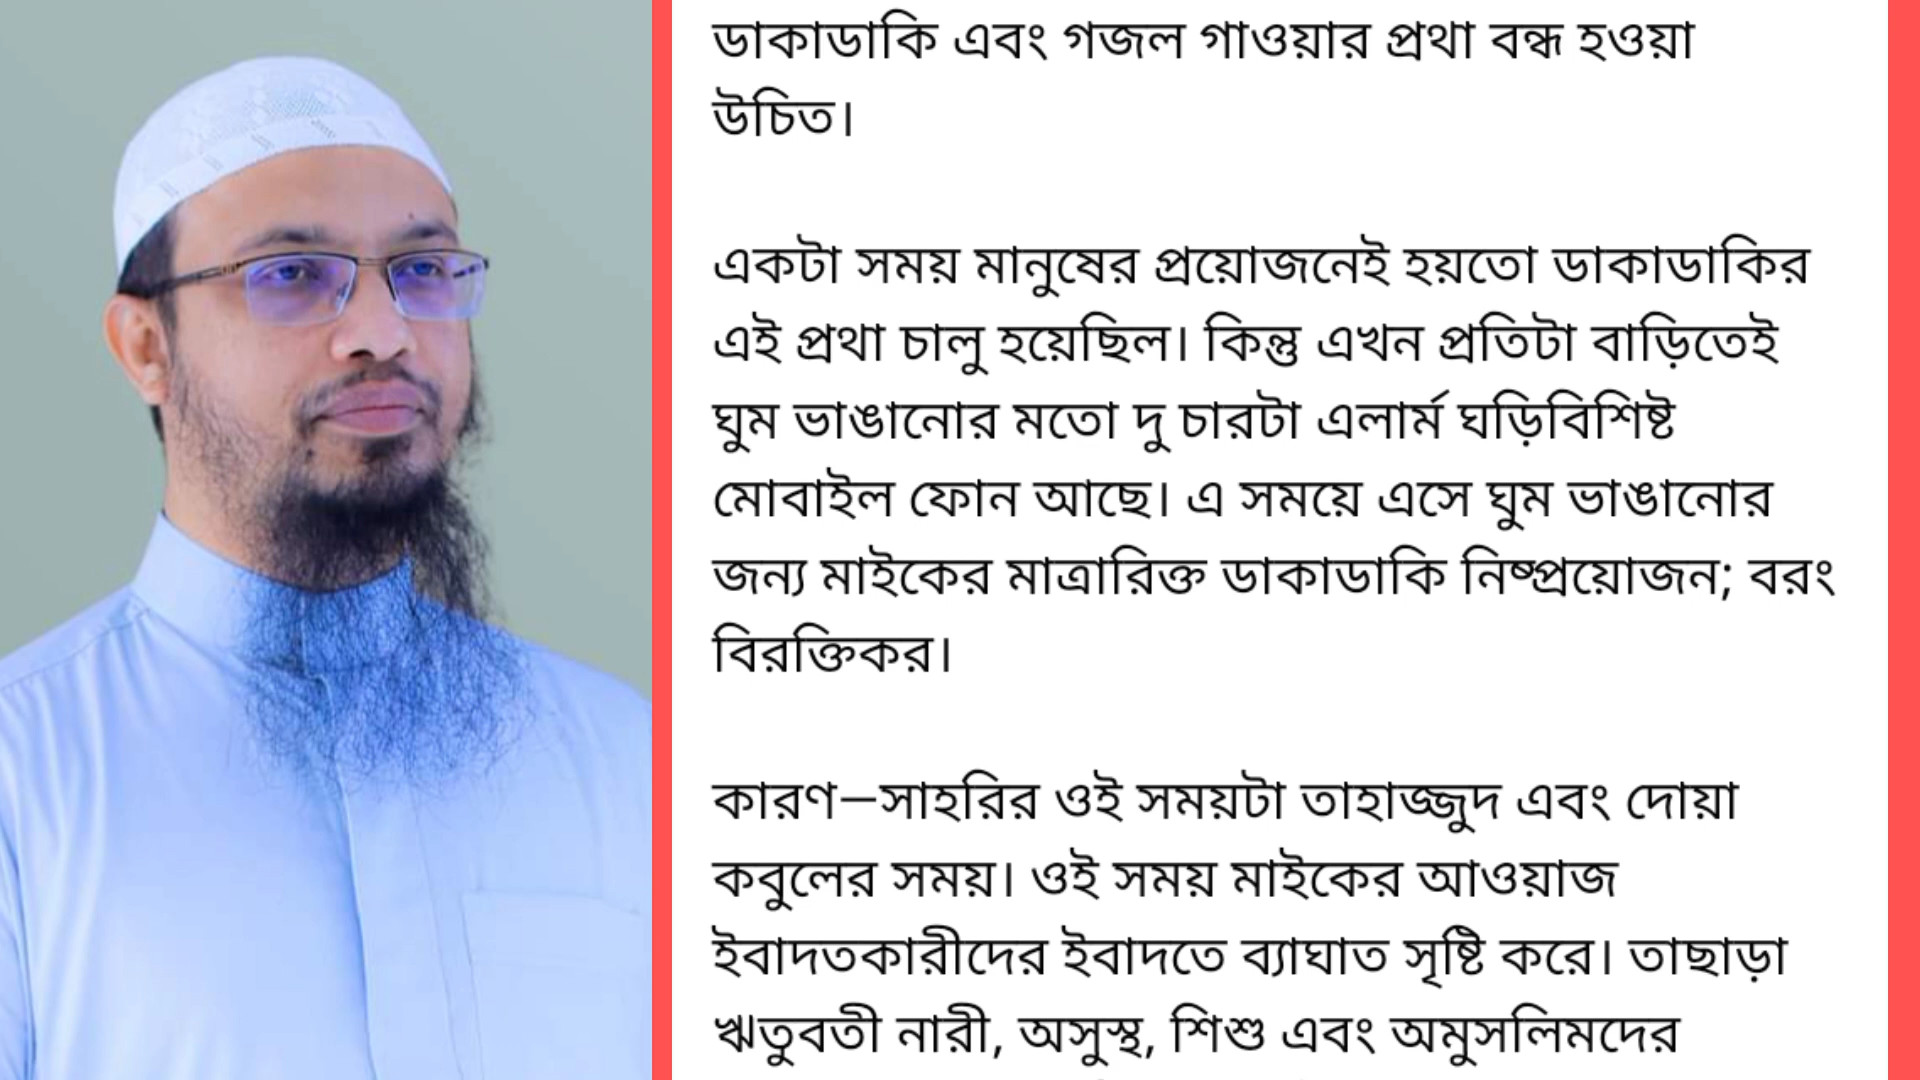 ডাকাডাকি এবং গজল গাওয়ার প্রথা বন্ধ হওয়া
উচিত।
একটা সময় মানুষের প্রয়োজনেই হয়তো ডাকাডাকির
এই প্রথা চালু হয়েছিল। কিন্তু এখন প্রতিটা বাড়িতেই
ঘুম ভাঙানোর মতো দু চারটা এলার্ম ঘড়িবিশিষ্ট
মোবাইল ফোন আছে। এ সময়ে এসে ঘুম ভাঙানোর
জন্য মাইকের মাত্রারিক্ত ডাকাডাকি নিষ্প্রয়োজন; বরং
বিরক্তিকর।
কারণ—সাহরির ওই সময়টা তাহাজ্জুদ এবং দোয়া
কবুলের সময়। ওই সময় মাইকের আওয়াজ
ইবাদতকারীদের ইবাদতে ব্যাঘাত সৃষ্টি করে। তাছাড়া
ঋতুবতী নারী, অসুস্থ, শিশু এবং অমুসলিমদের